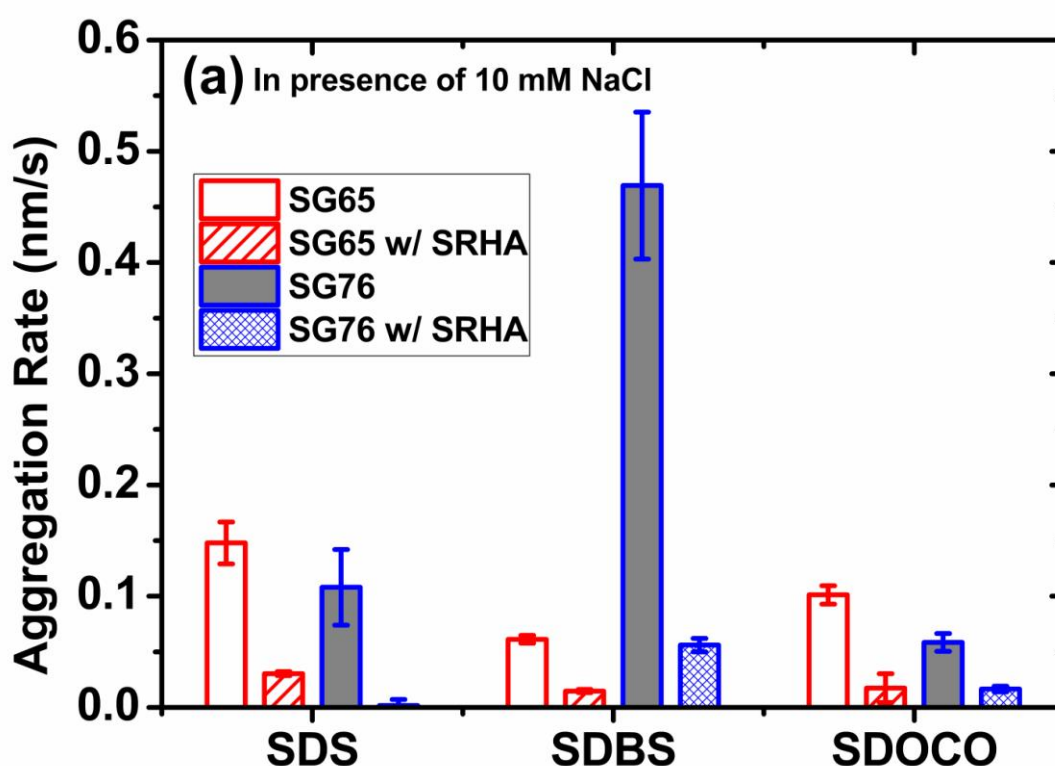 (a) In presence of 10 mM NaCl
SG65
SG65 w/ SRHA
SG76
SG76 w/ SRHA
Aggregation Rate (nm/s)
0.6
0.5
0.4
0.3
0.2
0.1
0.0
SDS SDBS SDOCO